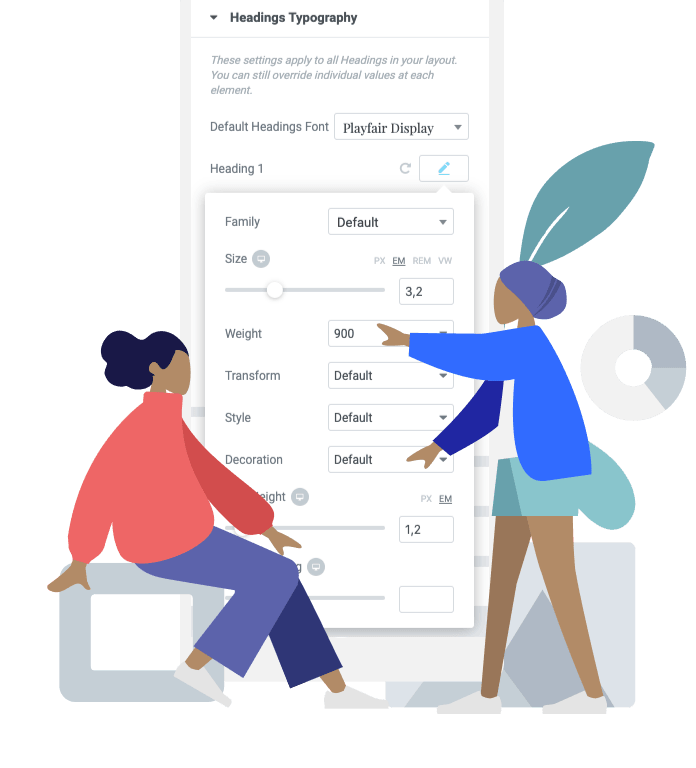 Headings Typography
These settings apply to all Headings in your layout.
You can still override individual values at each
element.
Default Headings Font Playfair Display
Heading 1
Family Default
Size PX EM REM VW
3,2
Weight 900
Transform Default
Style Default
Decoration Default
PX EM
1,2